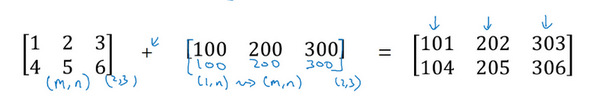 [1 2 3] + [100 200 300] = [101 202 303]
[4 5 6] 100 200 300 [104 205 306]
(m,n) (2,3) (1,n) ⇝ (m,n) (2,3)